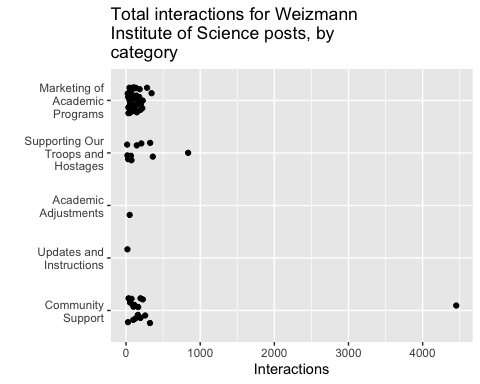 Total interactions for Weizmann
Institute of Science posts, by
category
Marketing of
Academic
Programs
Supporting Our
Troops and
Hostages
Academic
Adjustments
Updates and
Instructions
Community
Support
0 1000 2000 3000 4000
Interactions